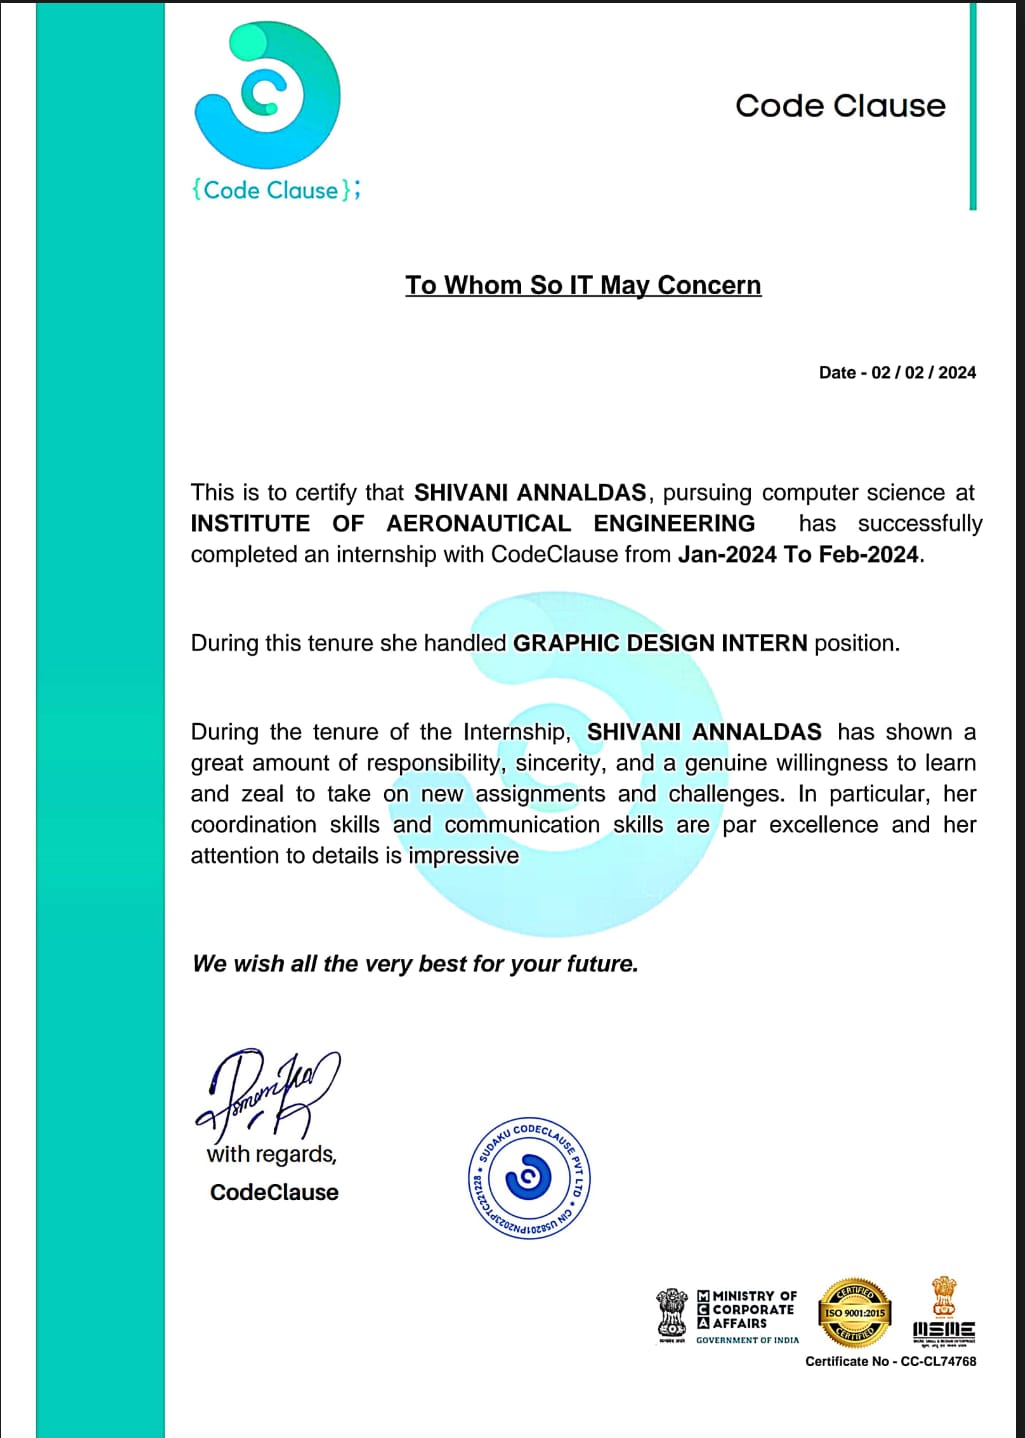 {Code Clause};
Code Clause
To Whom So IT May Concern
Date - 02 / 02 / 2024
This is to certify that SHIVANI ANNALDAS, pursuing computer science at
INSTITUTE OF AERONAUTICAL ENGINEERING has successfully
completed an internship with CodeClause from Jan-2024 To Feb-2024.
During this tenure she handled GRAPHIC DESIGN INTERN position.
During the tenure of the Internship, SHIVANI ANNALDAS has shown a
great amount of responsibility, sincerity, and a genuine willingness to learn
and zeal to take on new assignments and challenges. In particular, her
coordination skills and communication skills are par excellence and her
attention to details is impressive
We wish all the very best for your future.
with regards,
CodeClause
SUDAKU CODECLAUSE PVT LTD
CIN U58201PN2023PTC221228
MCA
MINISTRY OF
CORPORATE
AFFAIRS
GOVERNMENT OF INDIA
CERTIFIED
ISO 9001:2015
CERTIFIED
MSME
Certificate No - CC-CL74768